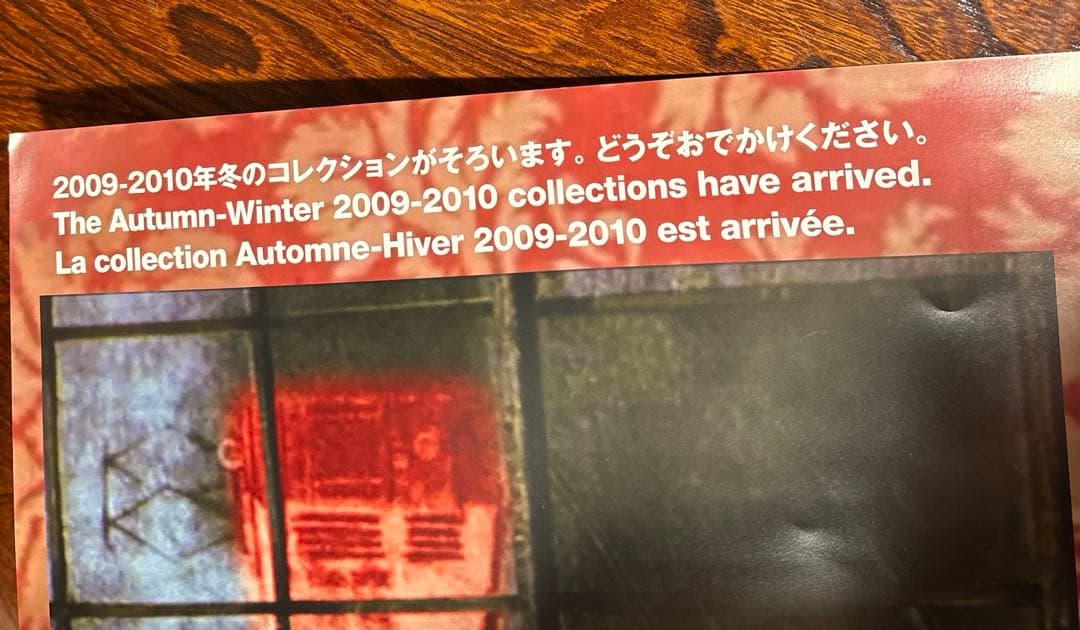 2009-2010年冬のコレクションがそろいます。どうぞおでかけください。
The Autumn-Winter 2009-2010 collections have arrived.
La collection Automne-Hiver 2009-2010 est arrivée.